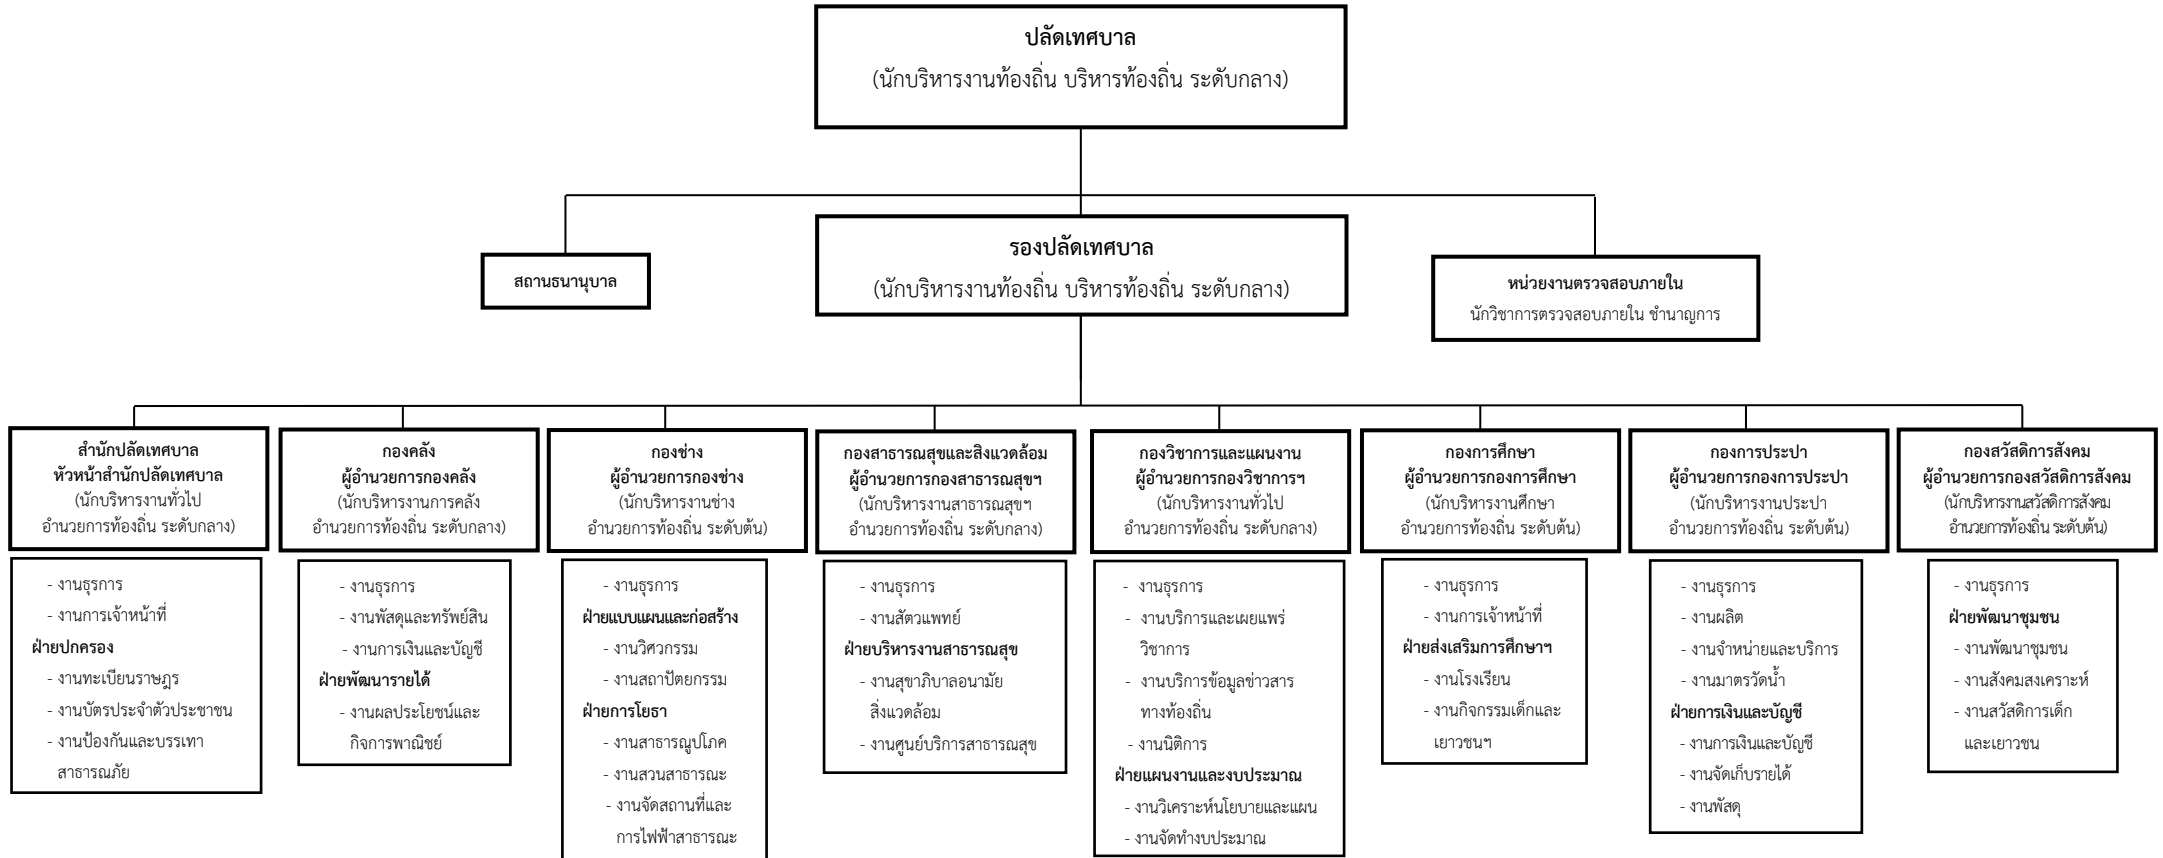 ปลัดเทศบาล
(นักบริหารงานท้องถิ่น บริหารท้องถิ่น ระดับกลาง)
รองปลัดเทศบาล
(นักบริหารงานท้องถิ่น บริหารท้องถิ่น ระดับกลาง)
สถานธนานุบาล
หน่วยงานตรวจสอบภายใน
นักวิชาการตรวจสอบภายใน ชำนาญการ
สำนักปลัดเทศบาล
หัวหน้าสำนักปลัดเทศบาล
(นักบริหารงานทั่วไป
อำนวยการท้องถิ่น ระดับกลาง)
- งานธุรการ
- งานการเจ้าหน้าที่
ฝ่ายปกครอง
- งานทะเบียนราษฎร
- งานบัตรประจำตัวประชาชน
- งานป้องกันและบรรเทา
สาธารณภัย
กองคลัง
ผู้อำนวยการกองคลัง
(นักบริหารงานการคลัง
อำนวยการท้องถิ่น ระดับกลาง)
- งานธุรการ
- งานพัสดุและทรัพย์สิน
- งานการเงินและบัญชี
ฝ่ายพัฒนารายได้
- งานผลประโยชน์และ
กิจการพาณิชย์
กองช่าง
ผู้อำนวยการกองช่าง
(นักบริหารงานช่าง
อำนวยการท้องถิ่น ระดับต้น)
- งานธุรการ
ฝ่ายแบบแผนและก่อสร้าง
- งานวิศวกรรม
- งานสถาปัตยกรรม
ฝ่ายการโยธา
- งานสาธารณูปโภค
- งานสวนสาธารณะ
- งานจัดสถานที่และ
การไฟฟ้าสาธารณะ
กองสาธารณสุขและสิ่งแวดล้อม
ผู้อำนวยการกองสาธารณสุขฯ
(นักบริหารงานสาธารณสุขฯ
อำนวยการท้องถิ่น ระดับกลาง)
- งานธุรการ
- งานสัตวแพทย์
ฝ่ายบริหารงานสาธารณสุข
- งานสุขาภิบาลอนามัย
สิ่งแวดล้อม
- งานศูนย์บริการสาธารณสุข
กองวิชาการและแผนงาน
ผู้อำนวยการกองวิชาการฯ
(นักบริหารงานทั่วไป
อำนวยการท้องถิ่น ระดับกลาง)
- งานธุรการ
- งานบริการและเผยแพร่
วิชาการ
- งานบริการข้อมูลข่าวสาร
ทางท้องถิ่น
- งานนิติการ
ฝ่ายแผนงานและงบประมาณ
- งานวิเคราะห์นโยบายและแผน
- งานจัดทำงบประมาณ
กองการศึกษา
ผู้อำนวยการกองการศึกษา
(นักบริหารงานศึกษา
อำนวยการท้องถิ่น ระดับต้น)
- งานธุรการ
- งานการเจ้าหน้าที่
ฝ่ายส่งเสริมการศึกษาฯ
- งานโรงเรียน
- งานกิจกรรมเด็กและ
เยาวชนฯ
กองการประปา
ผู้อำนวยการกองการประปา
(นักบริหารงานประปา
อำนวยการท้องถิ่น ระดับต้น)
- งานธุรการ
- งานผลิต
- งานจำหน่ายและบริการ
- งานมาตรวัดน้ำ
ฝ่ายการเงินและบัญชี
- งานการเงินและบัญชี
- งานจัดเก็บรายได้
- งานพัสดุ
กองสวัสดิการสังคม
ผู้อำนวยการกองสวัสดิการสังคม
(นักบริหารงานสวัสดิการสังคม
อำนวยการท้องถิ่น ระดับต้น)
- งานธุรการ
ฝ่ายพัฒนาชุมชน
- งานพัฒนาชุมชน
- งานสังคมสงเคราะห์
- งานสวัสดิการเด็ก
และเยาวชน